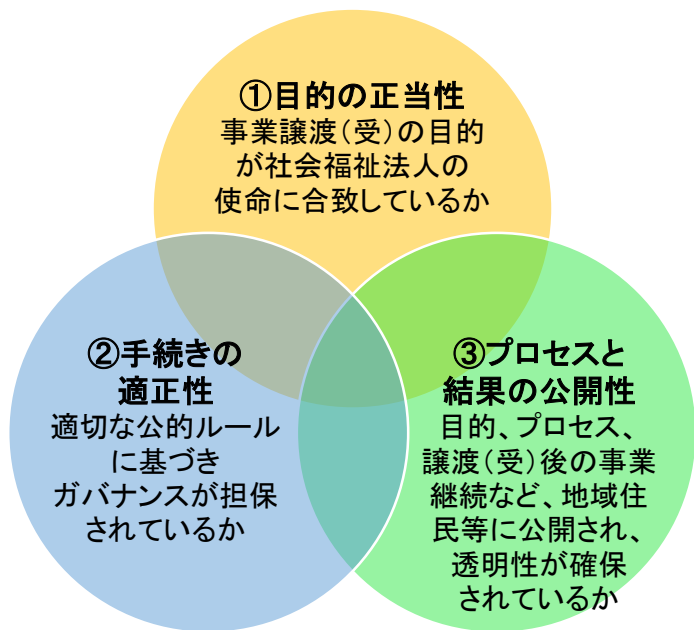 ①目的の正当性
事業譲渡（受）の目的
が社会福祉法人の
使命に合致しているか
②手続きの
適正性
適切な公的ルール
に基づき
ガバナンスが担保
されているか
③プロセスと
結果の公開性
目的、プロセス、
譲渡（受）後の事業
継続など、地域住
民等に公開され、
透明性が確保
されているか